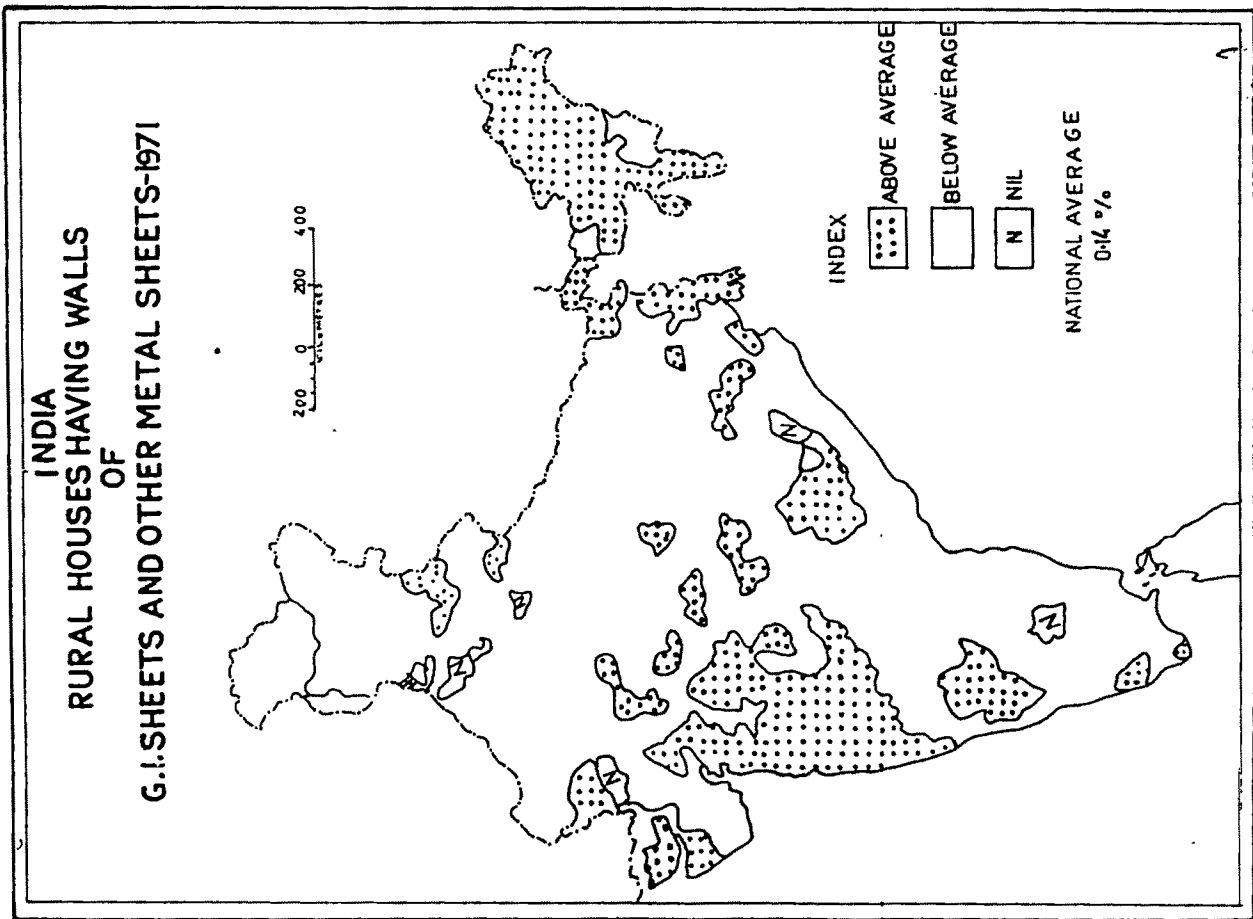 INDIA
RURAL HOUSES HAVING WALLS
OF
G.I.SHEETS AND OTHER METAL SHEETS-1971
200 0 200 400
N
N
N
N
N
N
INDEX
ABOVE AVERAGE
BELOW AVERAGE
N NIL
NATIONAL AVERAGE
0·14 %